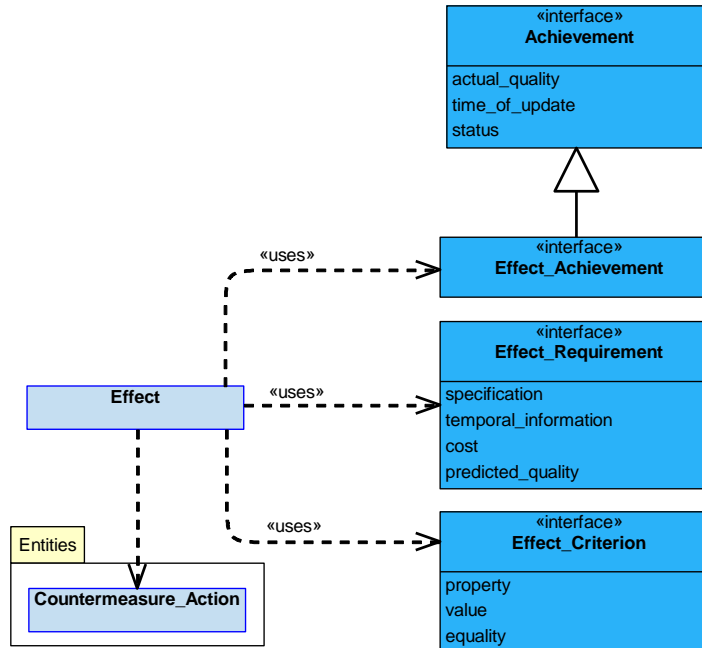 «interface»
Achievement
actual_quality
time_of_update
status
«uses»
«interface»
Effect_Achievement
«interface»
Effect_Requirement
specification
temporal_information
cost
predicted_quality
Effect
«uses»
«uses»
«interface»
Effect_Criterion
property
value
equality
Entities
Countermeasure_Action